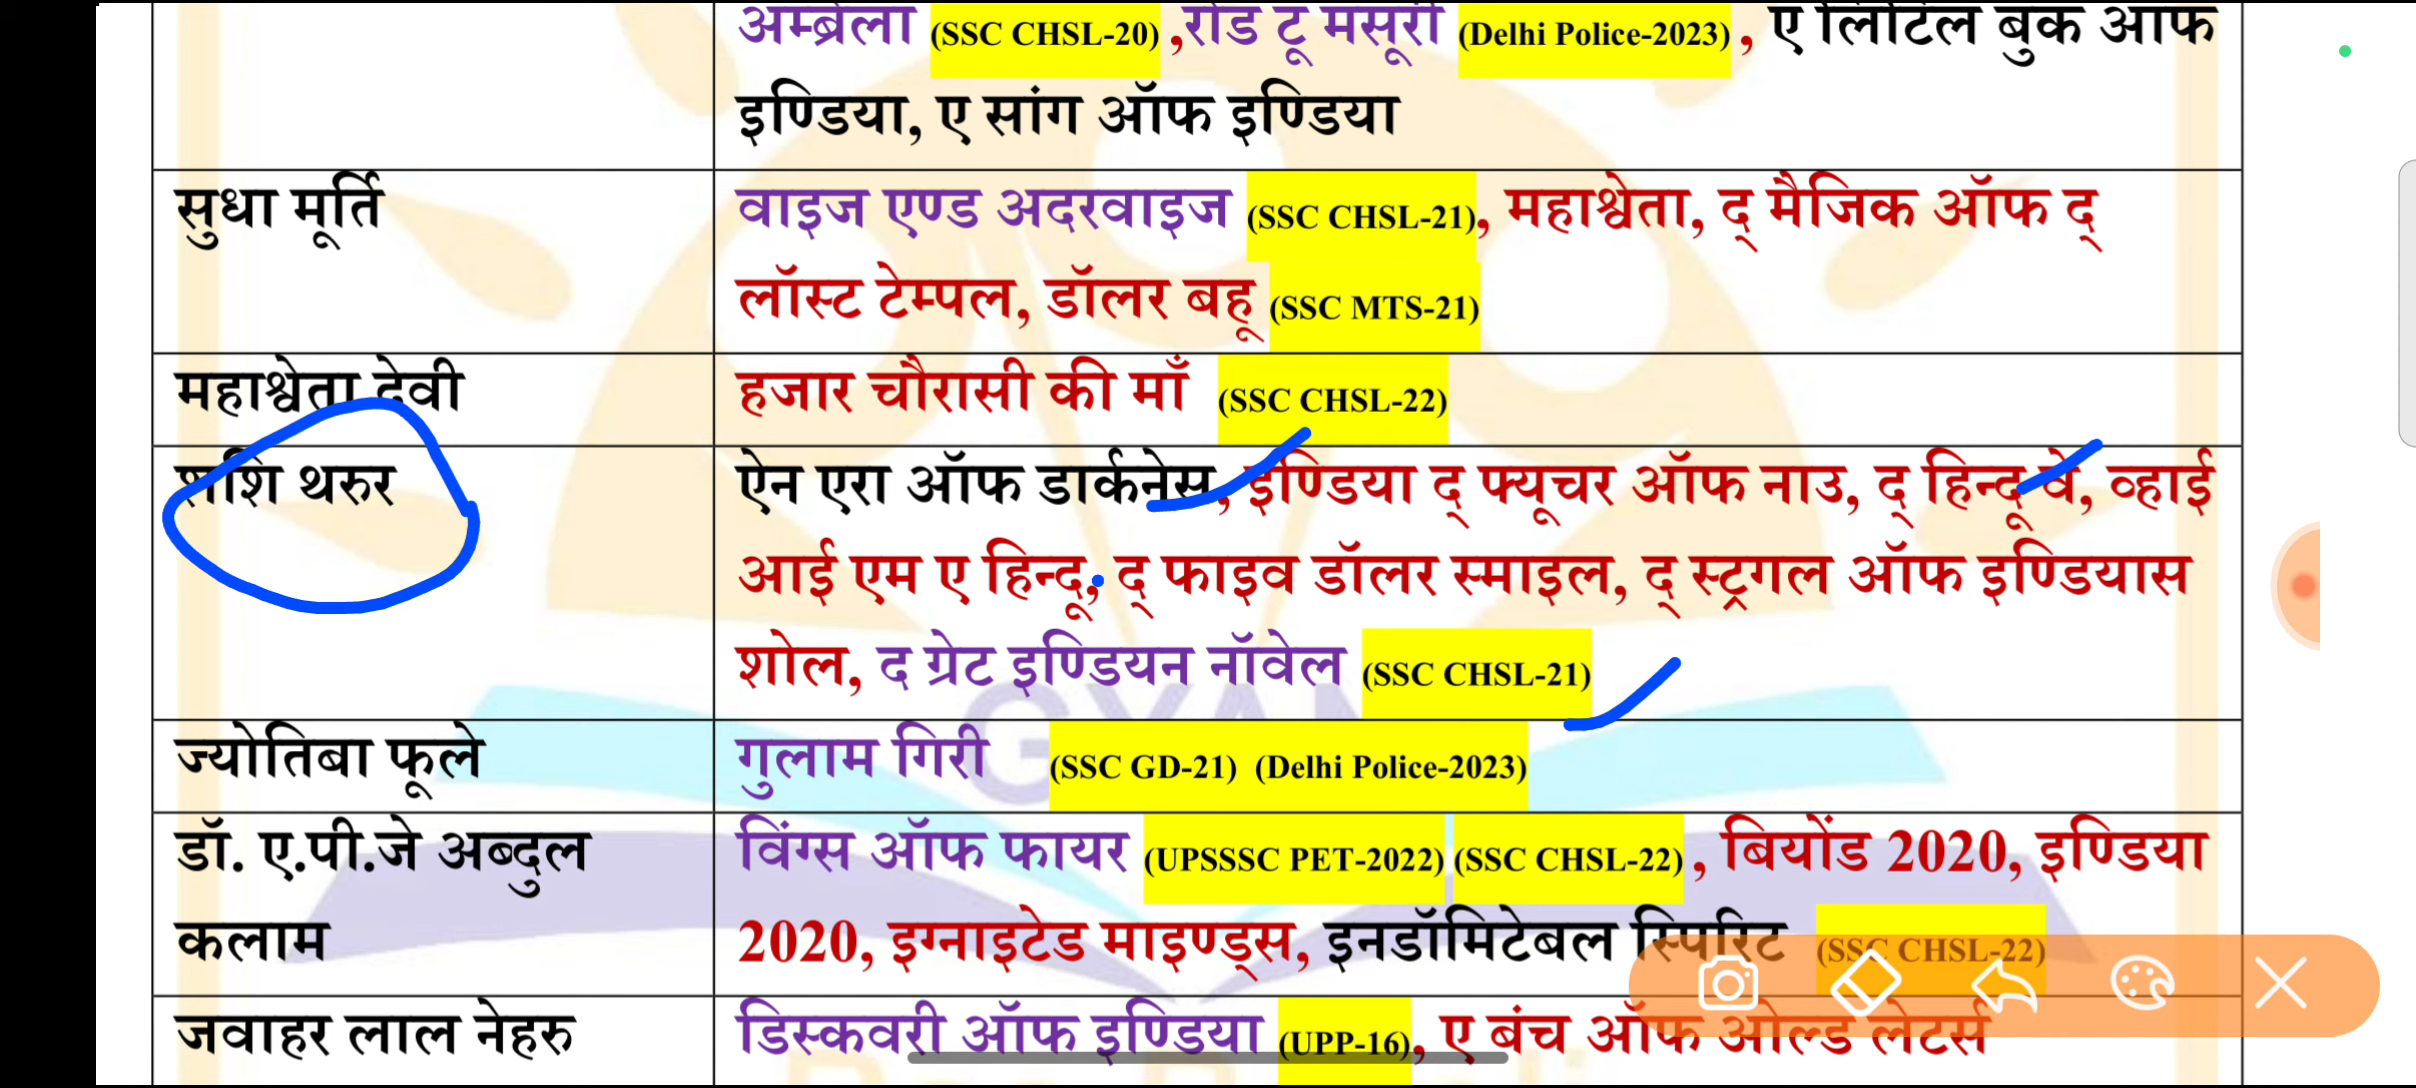 अम्ब्रेला (SSC CHSL-20) ,रोड टू मसूरी (Delhi Police-2023) , ए लिटिल बुक ऑफ
इण्डिया, ए सांग ऑफ इण्डिया
सुधा मूर्ति
वाइज एण्ड अदरवाइज (SSC CHSL-21), महाश्वेता, द् मैजिक ऑफ द्
लॉस्ट टेम्पल, डॉलर बहू (SSC MTS-21)
महाश्वेता देवी
हजार चौरासी की माँ (SSC CHSL-22)
शशि थरुर
ऐन एरा ऑफ डार्कनेस, इण्डिया द् फ्यूचर ऑफ नाउ, द् हिन्दू वे, व्हाई
आई एम ए हिन्दू, द् फाइव डॉलर स्माइल, द् स्ट्रगल ऑफ इण्डियास
शोल, द ग्रेट इण्डियन नॉवेल (SSC CHSL-21)
ज्योतिबा फूले
गुलाम गिरी (SSC GD-21) (Delhi Police-2023)
डॉ. ए.पी.जे अब्दुल
कलाम
विंग्स ऑफ फायर (UPSSSC PET-2022) (SSC CHSL-22) , बियोंड 2020, इण्डिया
2020, इग्नाइटेड माइण्ड्स, इनडॉमिटेबल स्पिरिट (SSC CHSL-22)
जवाहर लाल नेहरु
डिस्कवरी ऑफ इण्डिया (UPP-16), ए बंच ऑफ ओल्ड लेटर्स